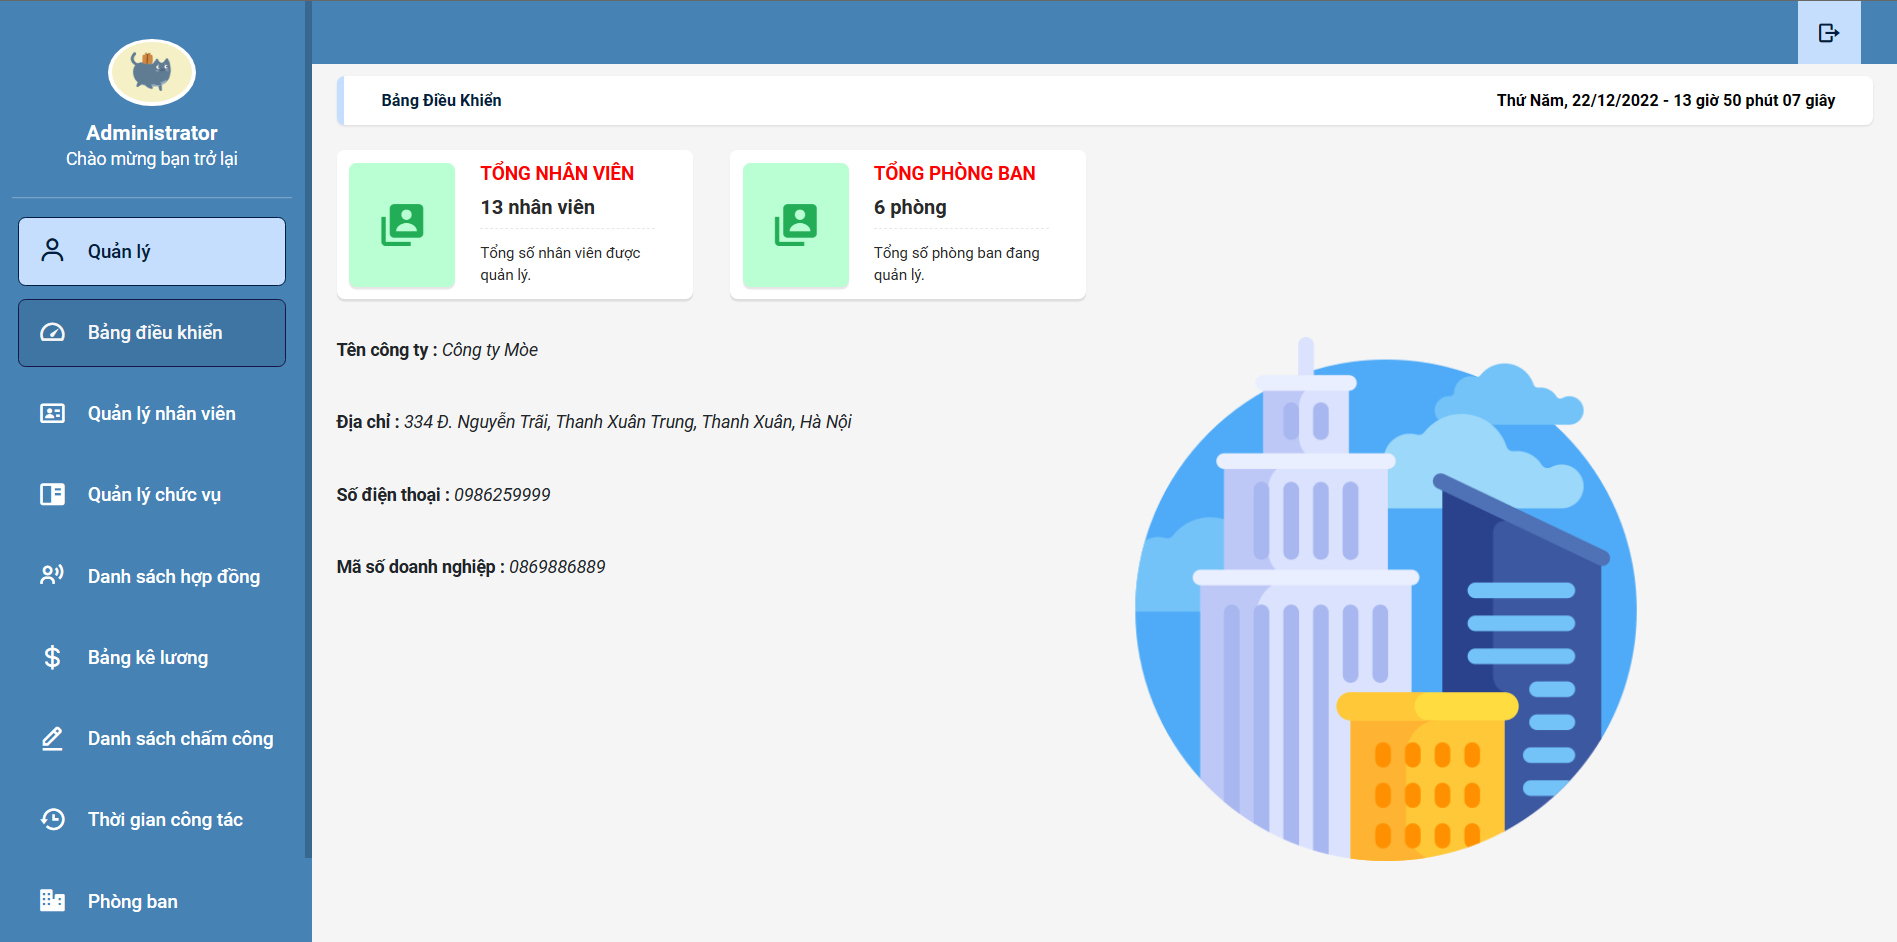 Administrator
Chào mừng bạn trở lại
Quản lý
Bảng điều khiển
Quản lý nhân viên
Quản lý chức vụ
Danh sách hợp đồng
Bảng kê lương
Danh sách chấm công
Thời gian công tác
Phòng ban
Bảng Điều Khiển
Thứ Năm, 22/12/2022 - 13 giờ 50 phút 07 giây
TỔNG NHÂN VIÊN
13 nhân viên
Tổng số nhân viên được
quản lý.
TỔNG PHÒNG BAN
6 phòng
Tổng số phòng ban đang
quản lý.
Tên công ty : Công ty Mòe
Địa chỉ : 334 Đ. Nguyễn Trãi, Thanh Xuân Trung, Thanh Xuân, Hà Nội
Số điện thoại : 0986259999
Mã số doanh nghiệp : 0869886889